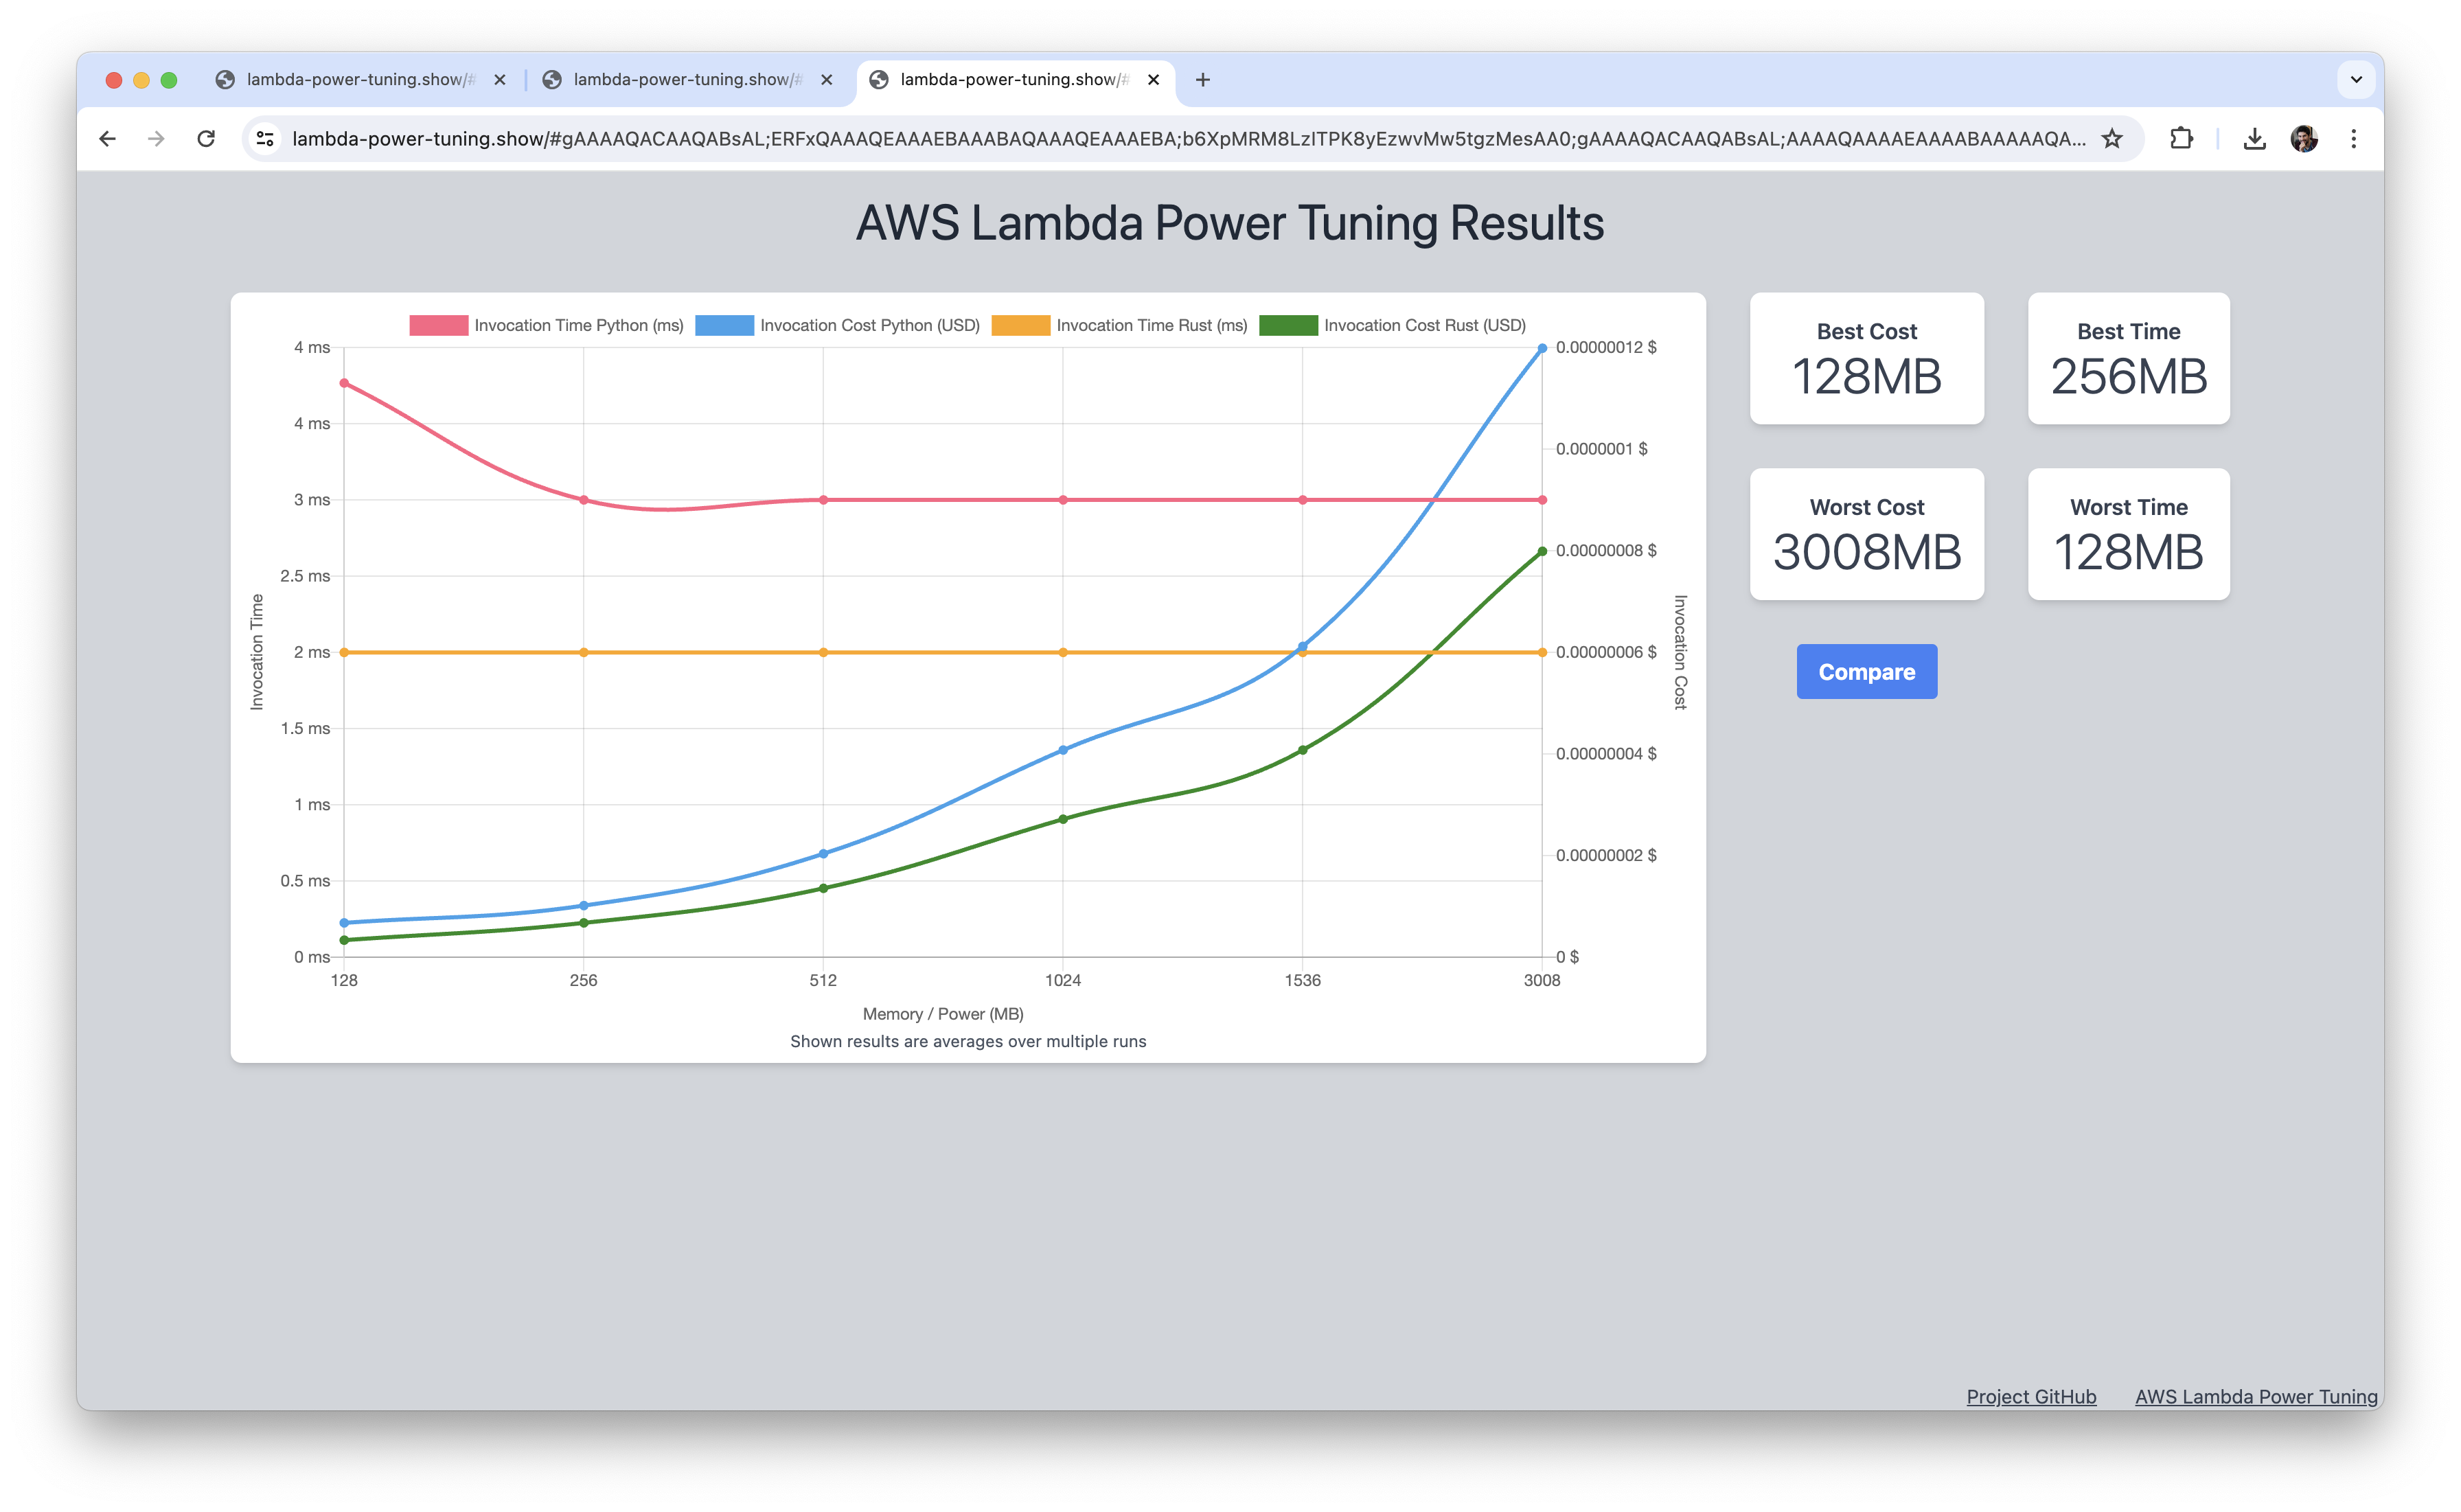 lambda-power-tuning.show/# lambda-power-tuning.show/# lambda-power-tuning.show/#
lambda-power-tuning.show/#gAAAAQACAAQABsAL;ERFxQAAAQEAAAEBAAABAQAAAQEAAAEBA;b6XpMRM8LzITPK8yEzwvMw5tgzMesAA0;gAAAAQACAAQABsAL;AAAAQAAAAEAAAABAAAAAQA...
AWS Lambda Power Tuning Results
Invocation Time Python (ms) Invocation Cost Python (USD) Invocation Time Rust (ms) Invocation Cost Rust (USD)
4 ms
4 ms
3 ms
2.5 ms
2 ms
1.5 ms
1 ms
0.5 ms
0 ms
Invocation Time
0.00000012 $
0.0000001 $
0.00000008 $
0.00000006 $
0.00000004 $
0.00000002 $
0 $
Invocation Cost
128 256 512 1024 1536 3008
Memory / Power (MB)
Shown results are averages over multiple runs
Best Cost
128MB
Best Time
256MB
Worst Cost
3008MB
Worst Time
128MB
Compare
Project GitHub AWS Lambda Power Tuning